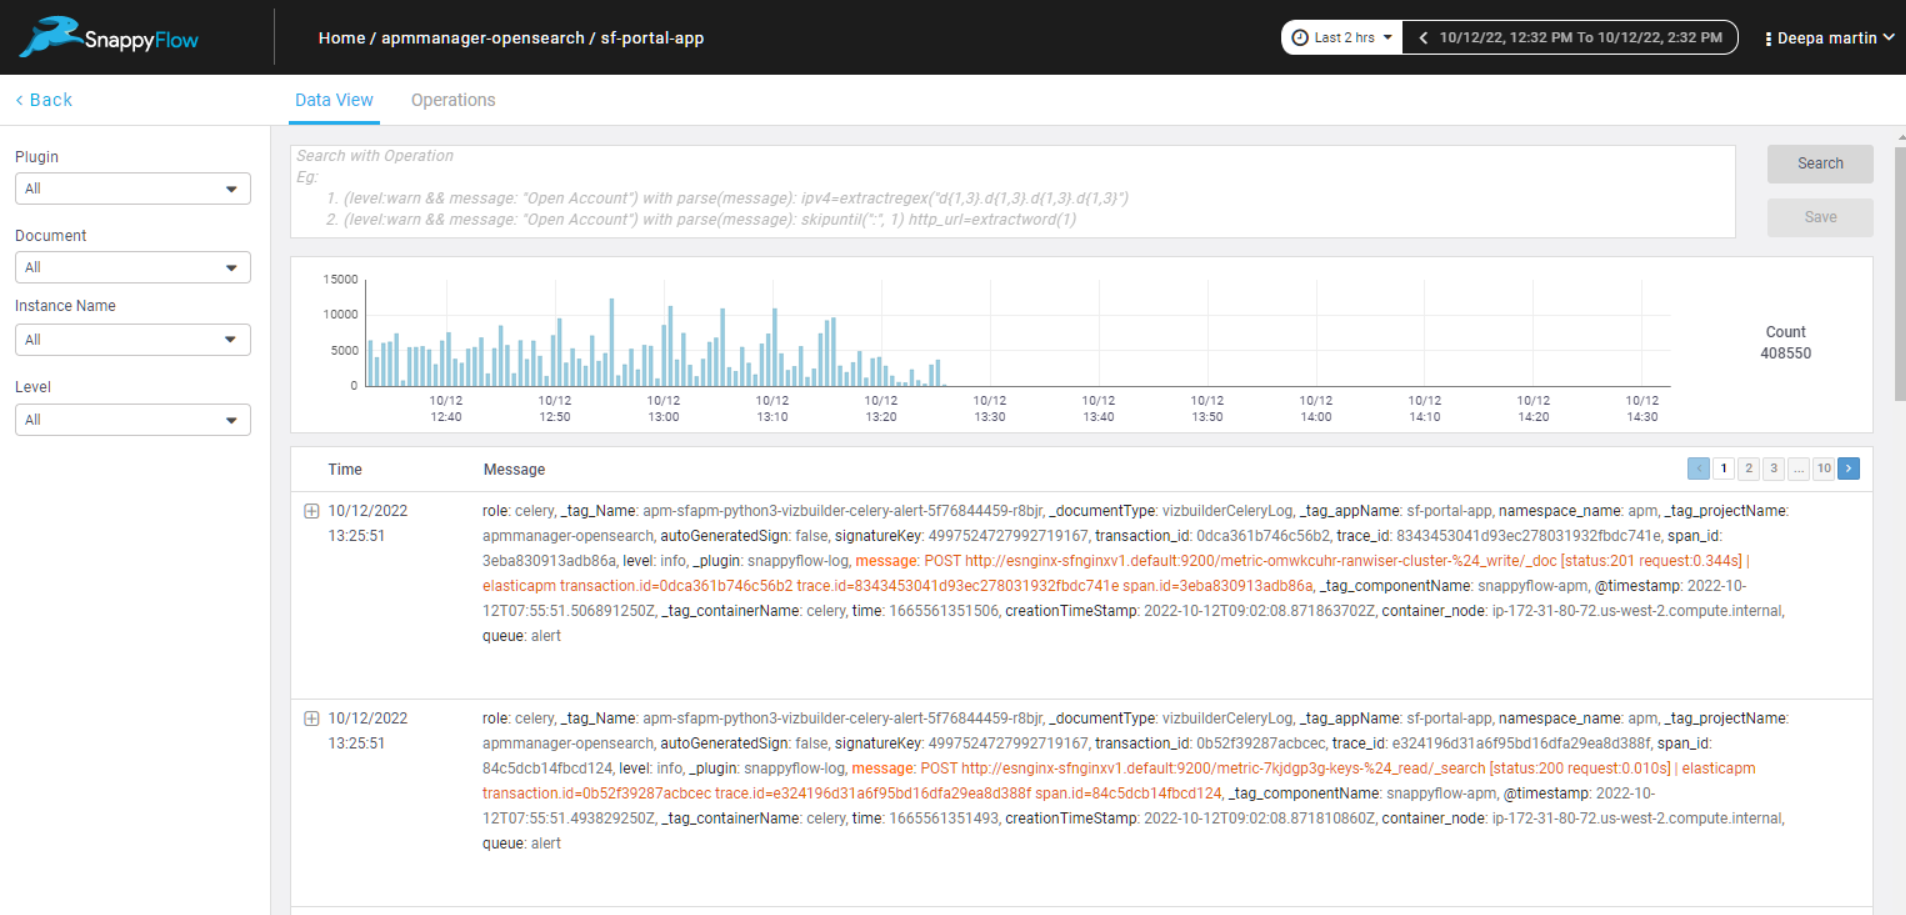 SnappyFlow
Home / apmmanager-opensearch / sf-portal-app
Last 2 hrs
10/12/22, 12:32 PM To 10/12/22, 2:32 PM
Deepa martin
< Back
Data View
Operations
Plugin
All
Document
All
Instance Name
All
Level
All
Search with Operation
Eg:
1. (level:warn && message: "Open Account") with parse(message): ipv4=extractregex("d{1,3}.d{1,3}.d{1,3}.d{1,3}")
2. (level:warn && message: "Open Account") with parse(message): skipuntil(":", 1) http_url=extractword(1)
Search
Save
15000
10000
5000
0
10/12 10/12 10/12 10/12 10/12 10/12 10/12 10/12 10/12 10/12 10/12 10/12
12:40 12:50 13:00 13:10 13:20 13:30 13:40 13:50 14:00 14:10 14:20 14:30
Count
408550
Time Message
< 1 2 3 ... 10 >
10/12/2022
13:25:51
role: celery, _tag_Name: apm-sfapm-python3-vizbuilder-celery-alert-5f76844459-r8bjr, _documentType: vizbuilderCeleryLog, _tag_appName: sf-portal-app, namespace_name: apm, _tag_projectName:
apmmanager-opensearch, autoGeneratedSign: false, signatureKey: 4997524727992719167, transaction_id: 0dca361b746c56b2, trace_id: 8343453041d93ec278031932fbdc741e, span_id:
3eba830913adb86a, level: info, _plugin: snappyflow-log, message: POST http://esnginx-sfnginxv1.default:9200/metric-omwkcuhr-ranwiser-cluster-%24_write/_doc [status:201 request:0.344s] |
elasticapm transaction.id=0dca361b746c56b2 trace.id=8343453041d93ec278031932fbdc741e span.id=3eba830913adb86a, _tag_componentName: snappyflow-apm, @timestamp: 2022-10-
12T07:55:51.506891250Z, _tag_containerName: celery, time: 1665561351506, creationTimeStamp: 2022-10-12T09:02:08.871863702Z, container_node: ip-172-31-80-72.us-west-2.compute.internal,
queue: alert
10/12/2022
13:25:51
role: celery, _tag_Name: apm-sfapm-python3-vizbuilder-celery-alert-5f76844459-r8bjr, _documentType: vizbuilderCeleryLog, _tag_appName: sf-portal-app, namespace_name: apm, _tag_projectName:
apmmanager-opensearch, autoGeneratedSign: false, signatureKey: 4997524727992719167, transaction_id: 0b52f39287acbcec, trace_id: e324196d31a6f95bd16dfa29ea8d388f, span_id:
84c5dcb14fbcd124, level: info, _plugin: snappyflow-log, message: POST http://esnginx-sfnginxv1.default:9200/metric-7kjdgp3g-keys-%24_read/_search [status:200 request:0.010s] | elasticapm
transaction.id=0b52f39287acbcec trace.id=e324196d31a6f95bd16dfa29ea8d388f span.id=84c5dcb14fbcd124, _tag_componentName: snappyflow-apm, @timestamp: 2022-10-
12T07:55:51.493829250Z, _tag_containerName: celery, time: 1665561351493, creationTimeStamp: 2022-10-12T09:02:08.871810860Z, container_node: ip-172-31-80-72.us-west-2.compute.internal,
queue: alert